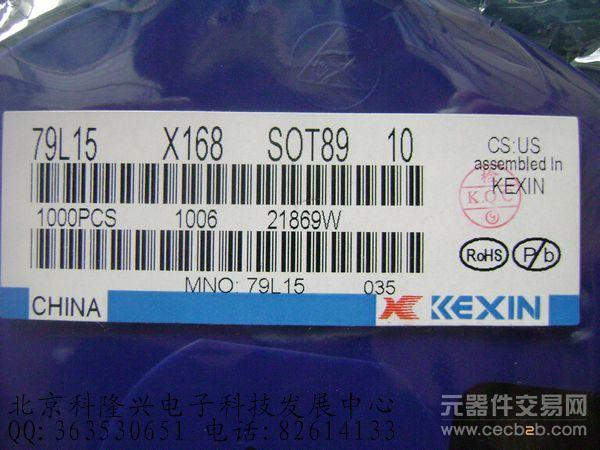 79L15 X168 SOT89 10
CS:US
assembled In
KEXIN
检
K.Q.C
9
1000PCS 1006 21869W
RoHS Pb
MNO: 79L15 035
CHINA KEXIN
北京科隆兴电子科技发展中心
QQ:363530651 电话:82614133
元器件交易网
www.cecb2b.com